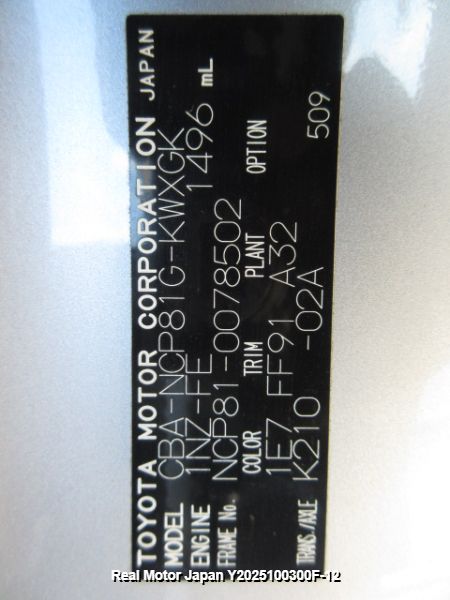 TOYOTA MOTOR CORPORATION JAPAN
MODEL CBA-NCP81G-KWXGK
ENGINE 1NZ-FE 1496 mL
FRAME No. NCP81-0078502
COLOR TRIM PLANT OPTION
1E7 FF91 A32
TRANS./AXLE K210 -02A 509
Real Motor Japan Y2025100300F-12